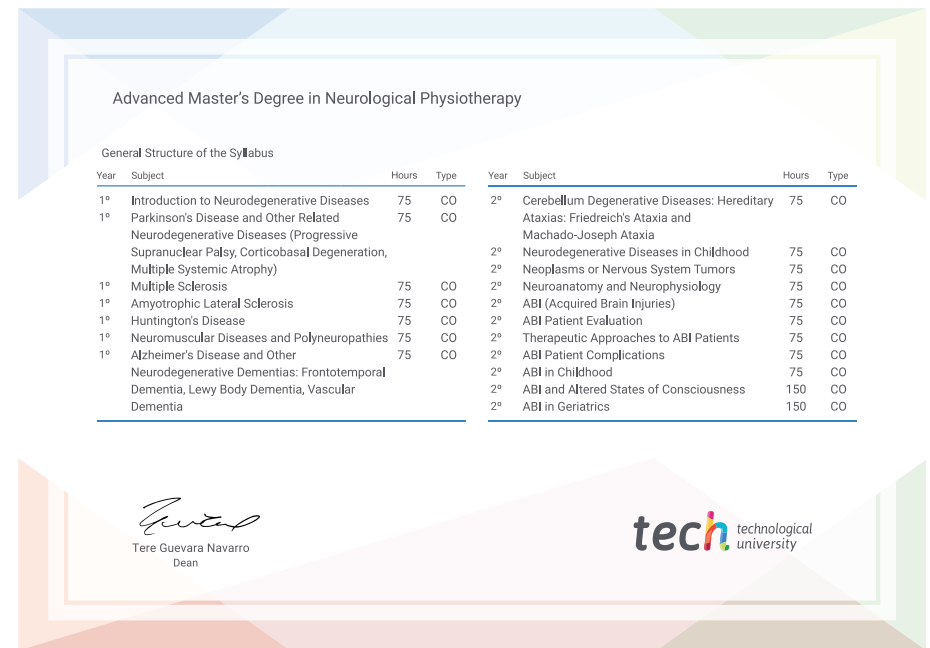 Advanced Master's Degree in Neurological Physiotherapy
General Structure of the Syllabus
Year Subject Hours Type
1º Introduction to Neurodegenerative Diseases 75 CO
1º Parkinson's Disease and Other Related 75 CO
Neurodegenerative Diseases (Progressive
Supranuclear Palsy, Corticobasal Degeneration,
Multiple Systemic Atrophy)
1º Multiple Sclerosis 75 CO
1º Amyotrophic Lateral Sclerosis 75 CO
1º Huntington's Disease 75 CO
1º Neuromuscular Diseases and Polyneuropathies 75 CO
1º Alzheimer's Disease and Other 75 CO
Neurodegenerative Dementias: Frontotemporal
Dementia, Lewy Body Dementia, Vascular
Dementia
Year Subject Hours Type
2º Cerebellum Degenerative Diseases: Hereditary 75 CO
Ataxias: Friedreich's Ataxia and
Machado-Joseph Ataxia
2º Neurodegenerative Diseases in Childhood 75 CO
2º Neoplasms or Nervous System Tumors 75 CO
2º Neuroanatomy and Neurophysiology 75 CO
2º ABI (Acquired Brain Injuries) 75 CO
2º ABI Patient Evaluation 75 CO
2º Therapeutic Approaches to ABI Patients 75 CO
2º ABI Patient Complications 75 CO
2º ABI in Childhood 75 CO
2º ABI and Altered States of Consciousness 150 CO
2º ABI in Geriatrics 150 CO
Tere Guevara Navarro
Dean
tech technological
university